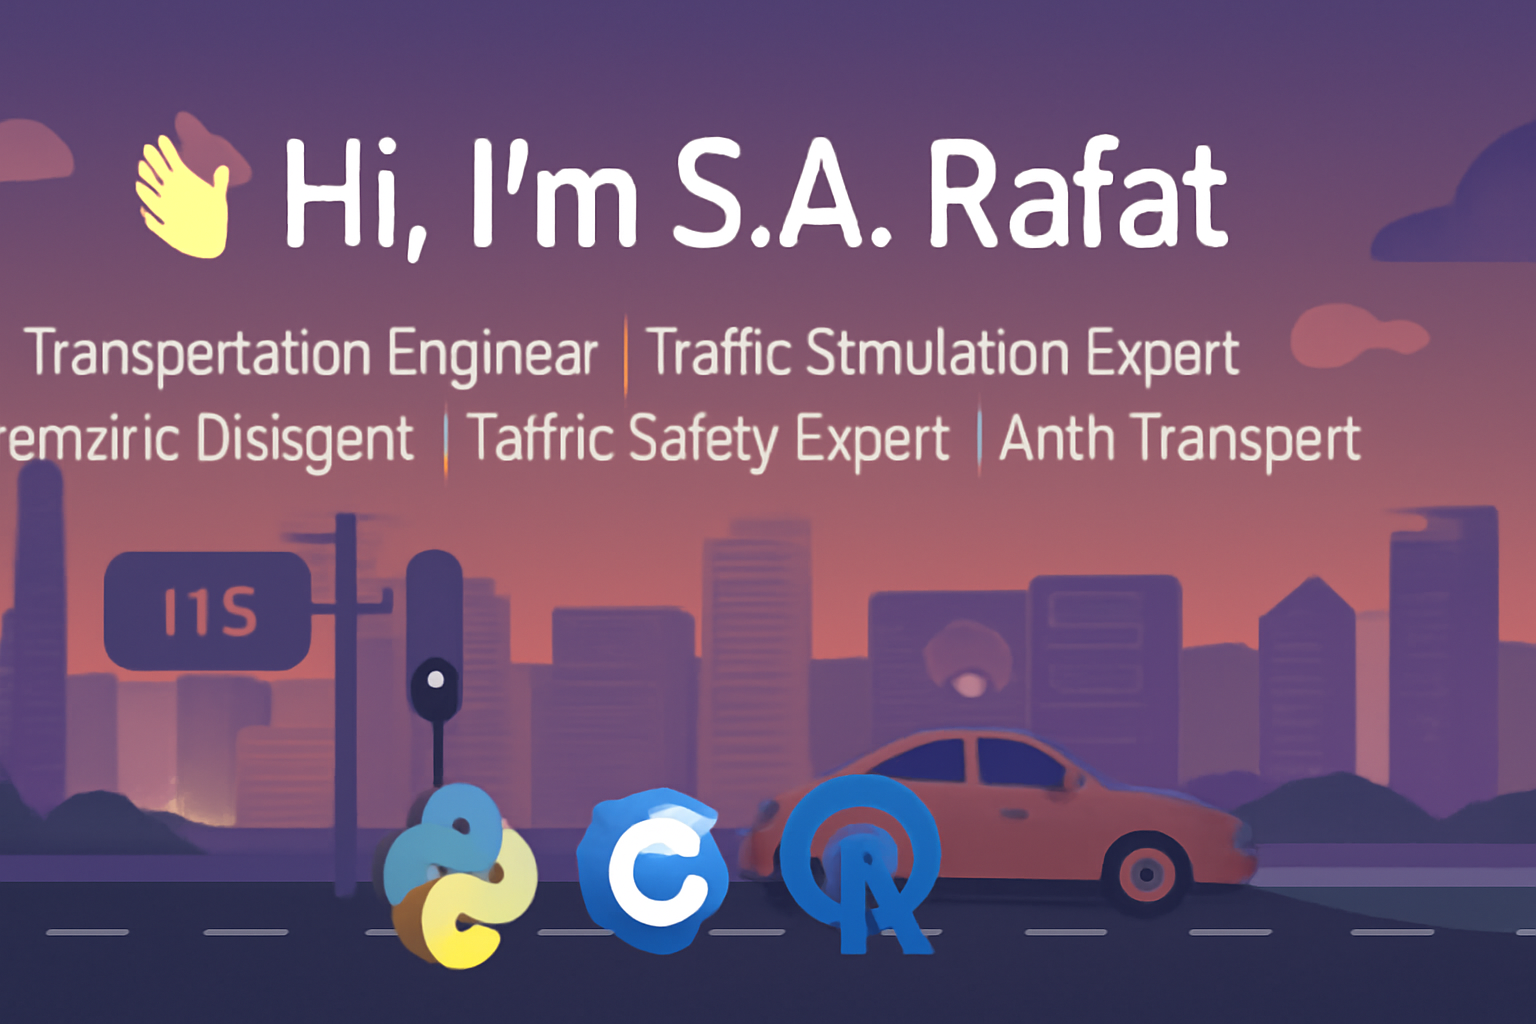 Hi, I'm S.A. Rafat
Transpertation Enginear | Traffic Stmulation Expert
remziric Disisgent | Taffric Safety Expert | Anth Transpert
I1S
C R